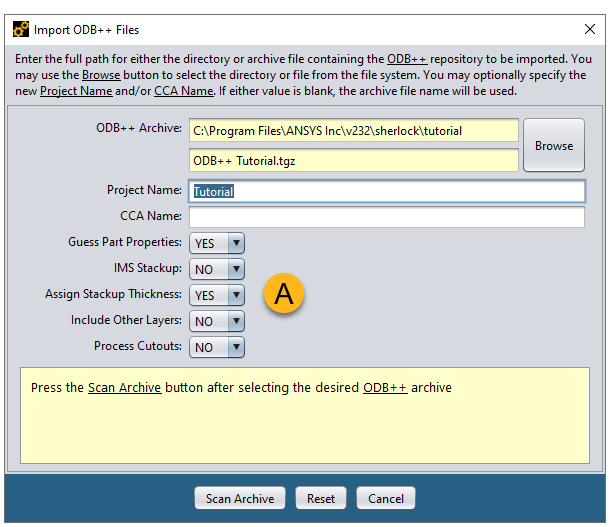 Import ODB++ Files
Enter the full path for either the directory or archive file containing the ODB++ repository to be imported. You
may use the Browse button to select the directory or file from the file system. You may optionally specify the
new Project Name and/or CCA Name. If either value is blank, the archive file name will be used.
ODB++ Archive: C:\Program Files\ANSYS Inc\v232\sherlock\tutorial
Browse
ODB++ Tutorial.tgz
Project Name: Tutorial
CCA Name:
Guess Part Properties: YES
IMS Stackup: NO
Assign Stackup Thickness: YES
A
Include Other Layers: NO
Process Cutouts: NO
Press the Scan Archive button after selecting the desired ODB++ archive
Scan Archive Reset Cancel